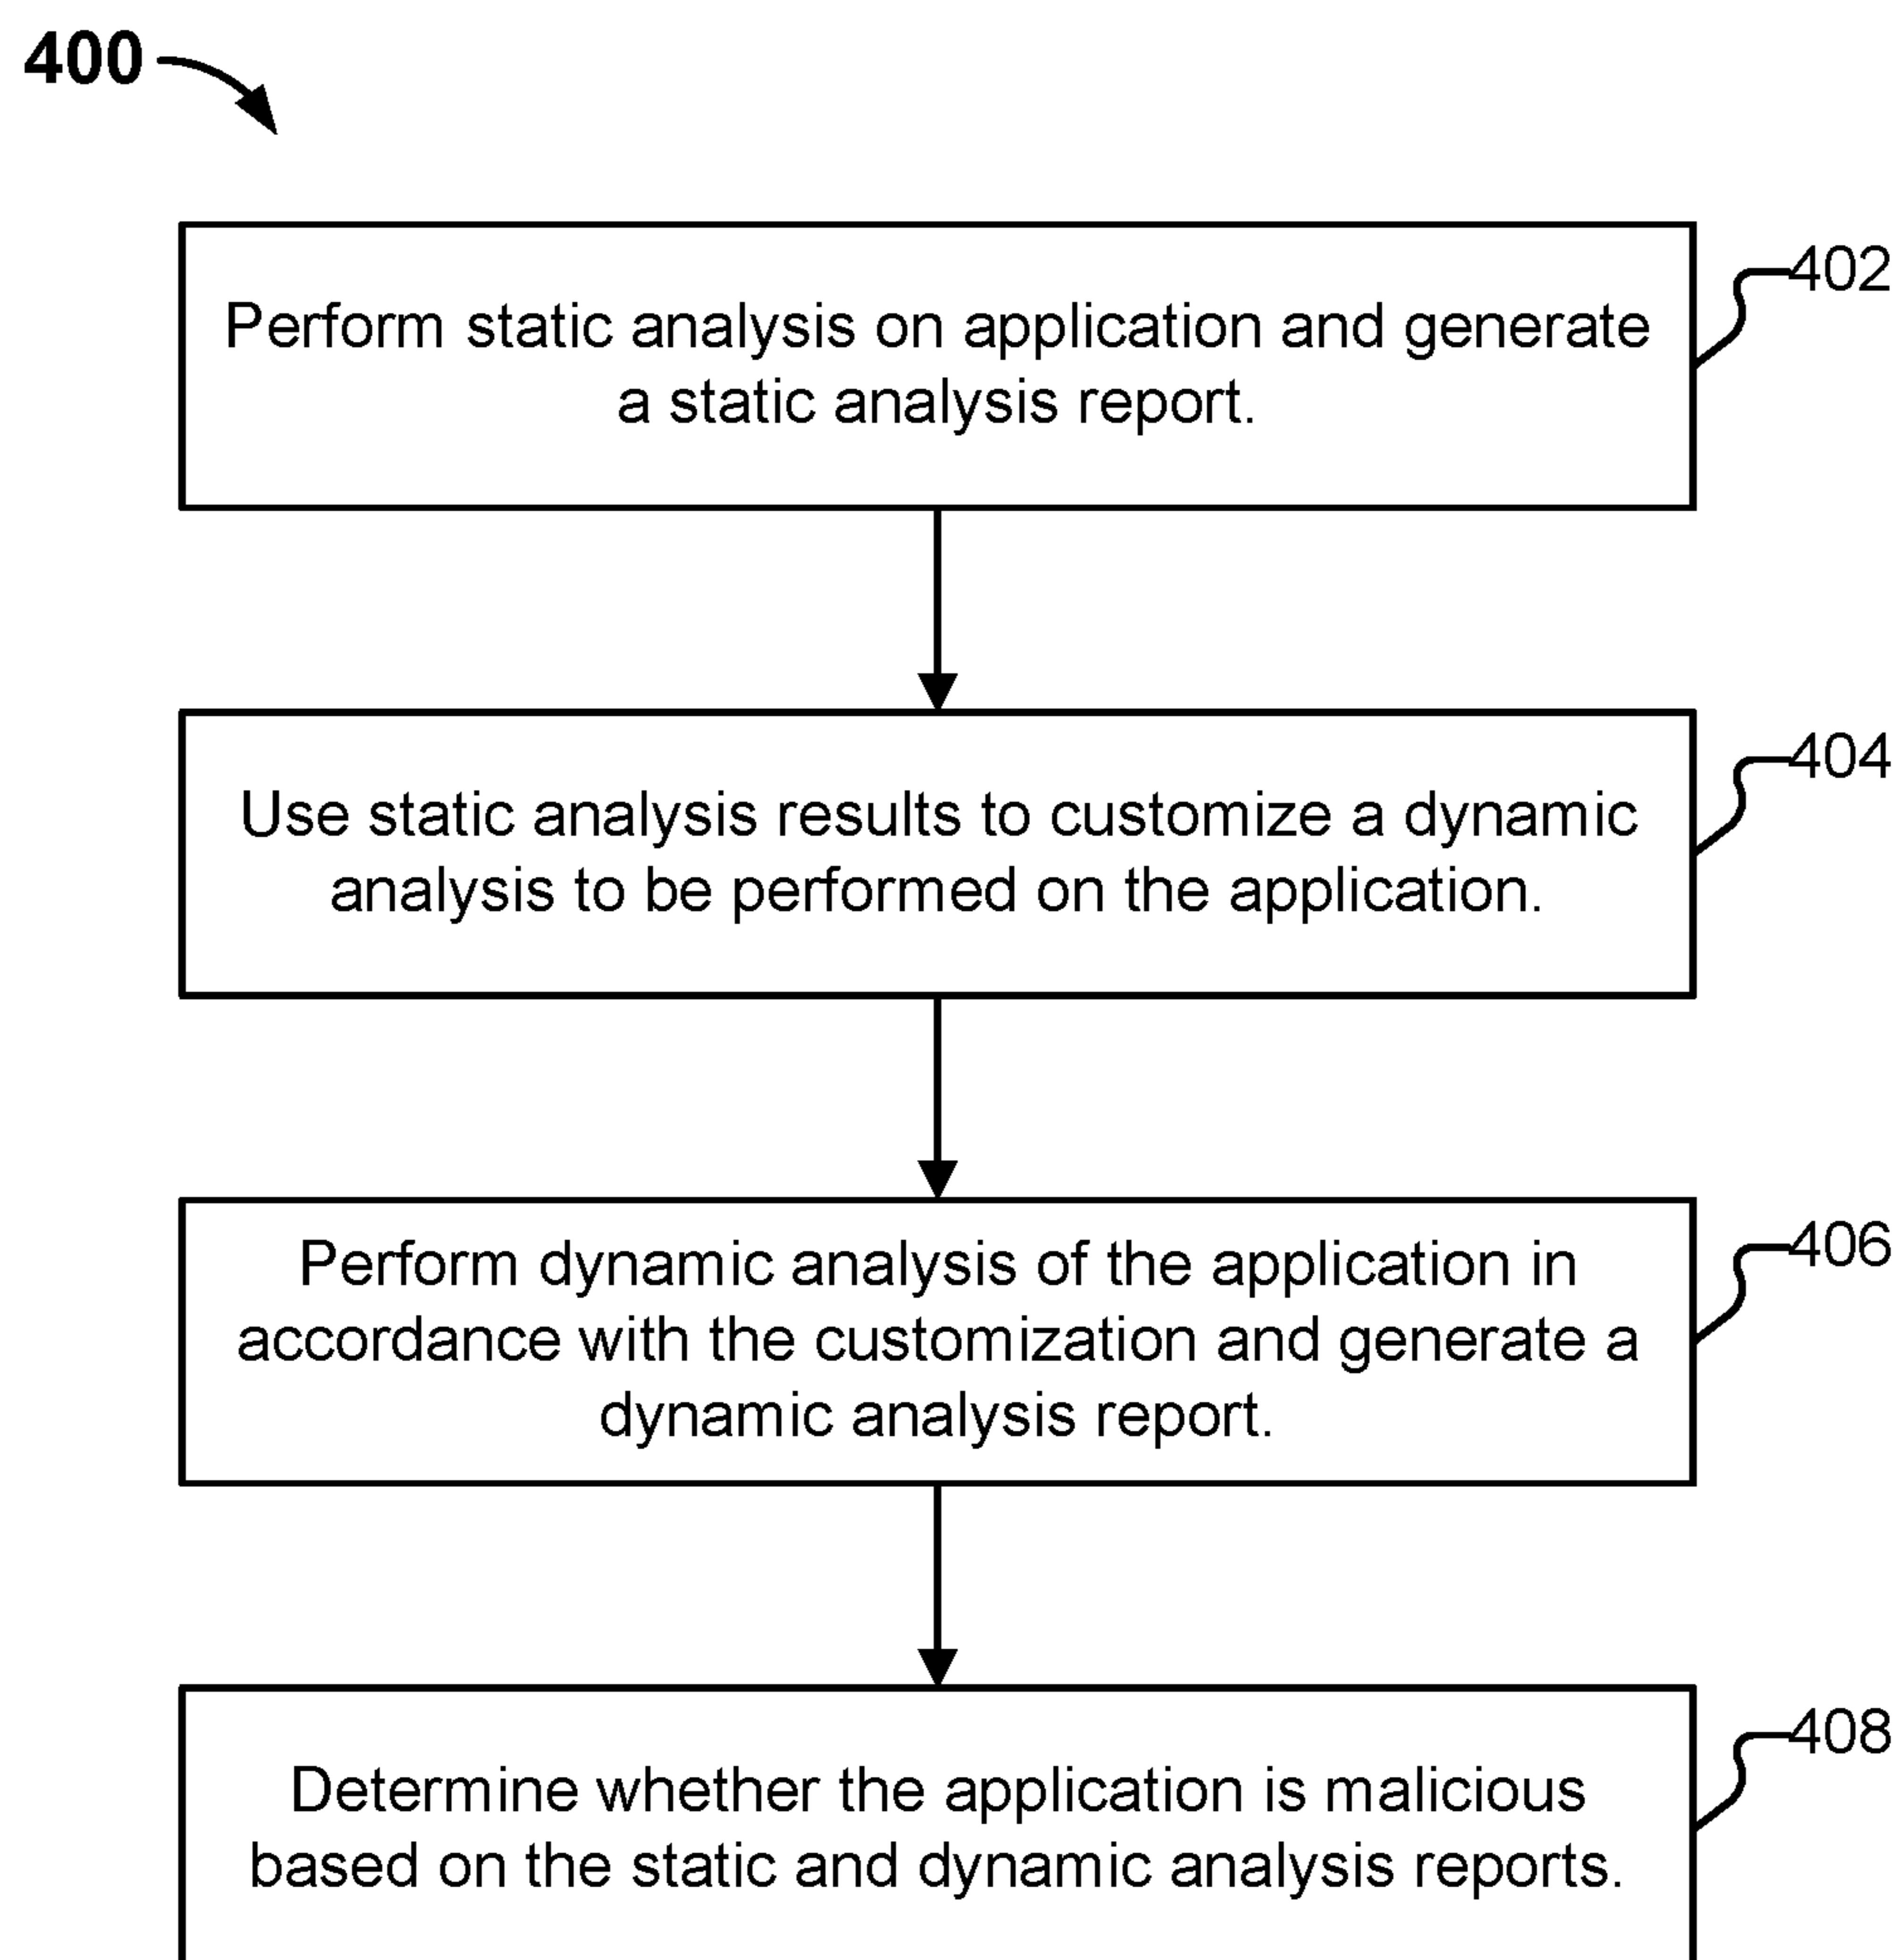 400
402
Perform static analysis on application and generate
a static analysis report.
404
Use static analysis results to customize a dynamic
analysis to be performed on the application.
406
Perform dynamic analysis of the application in
accordance with the customization and generate a
dynamic analysis report.
408
Determine whether the application is malicious
based on the static and dynamic analysis reports.